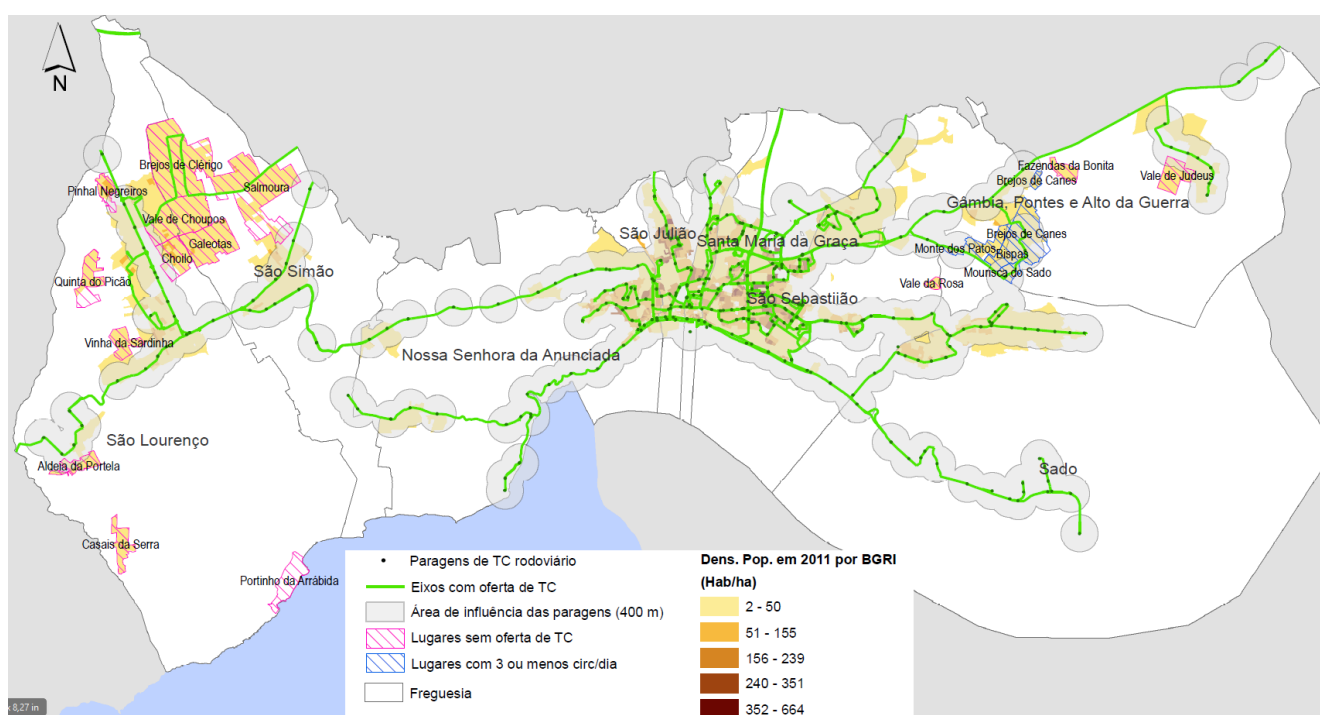 N
Brejos de Clérigo
Pinhal Negreiros
Salmoura
Vale de Choupos
Galeotas
Choilo
Quinta do Picão
São Simão
Vinha da Sardinha
São Lourenço
Aldeia da Portela
Casais da Serra
Portinho da Arrábida
Nossa Senhora da Anunciada
São Julião
Santa Maria da Graça
São Sebastiião
Fazendas da Bonita
Brejos de Canes
Vale de Judeus
Gâmbia, Pontes e Alto da Guerra
Brejos de Canes
Monte dos Patos
Bispas
Mourisca do Sado
Vale da Rosa
Sado
Paragens de TC rodoviário
Eixos com oferta de TC
Área de influência das paragens (400 m)
Lugares sem oferta de TC
Lugares com 3 ou menos circ/dia
Freguesia
Dens. Pop. em 2011 por BGRI
(Hab/ha)
2 - 50
51 - 155
156 - 239
240 - 351
352 - 664
x 8,27 in